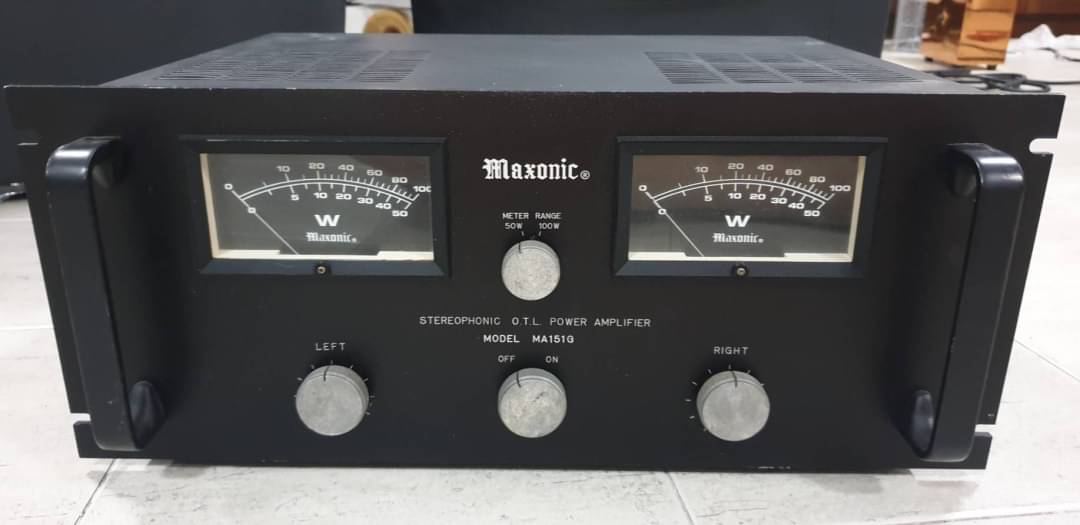 Maxonic®
10 20 40 60 80 100
0
0 5 10 20 30 40 50
W
Maxonic®
METER RANGE
50W 100W
10 20 40 60 80 100
0
0 5 10 20 30 40 50
W
Maxonic®
STEREOPHONIC O.T.L. POWER AMPLIFIER
MODEL MA151G
LEFT
OFF ON
RIGHT